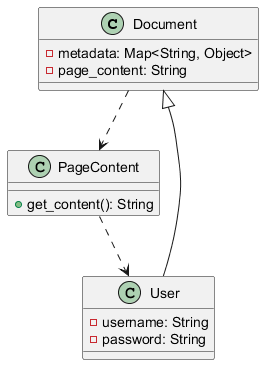 C Document
metadata: Map<String, Object>
page_content: String
C PageContent
get_content(): String
C User
username: String
password: String